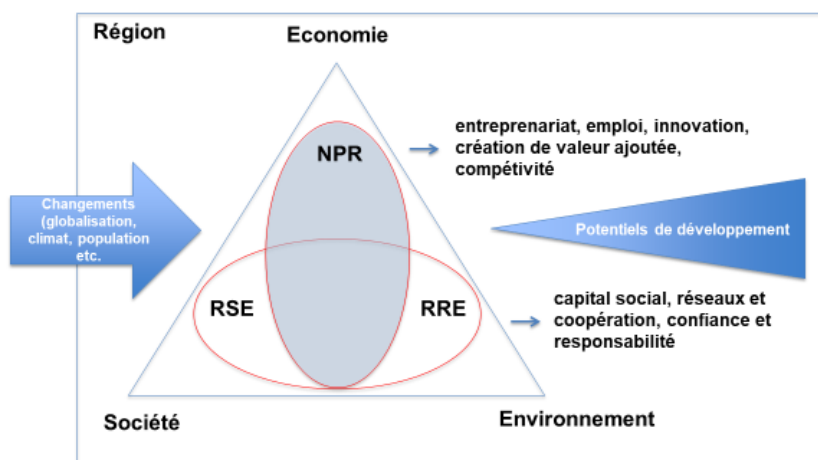 Région
Economie
entreprenariat, emploi, innovation,
création de valeur ajoutée,
compétivité
NPR
Changements
(globalisation,
climat, population
etc.
Potentiels de développement
RSE
RRE
capital social, réseaux et
coopération, confiance et
responsabilité
Société
Environnement